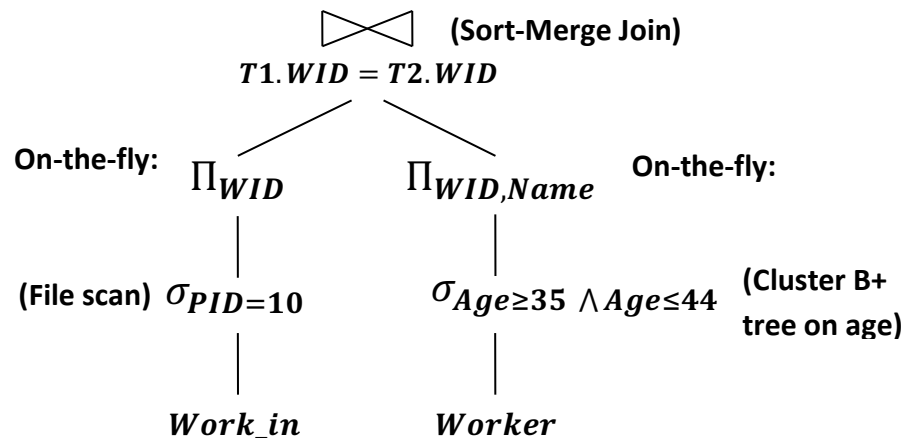 ⋈ (Sort-Merge Join)
T1.WID = T2.WID
On-the-fly: Π_WID Π_WID,Name On-the-fly:
(File scan) σ_PID=10 σ_Age≥35 ∧ Age≤44 (Cluster B+
tree on age)
Work_in Worker